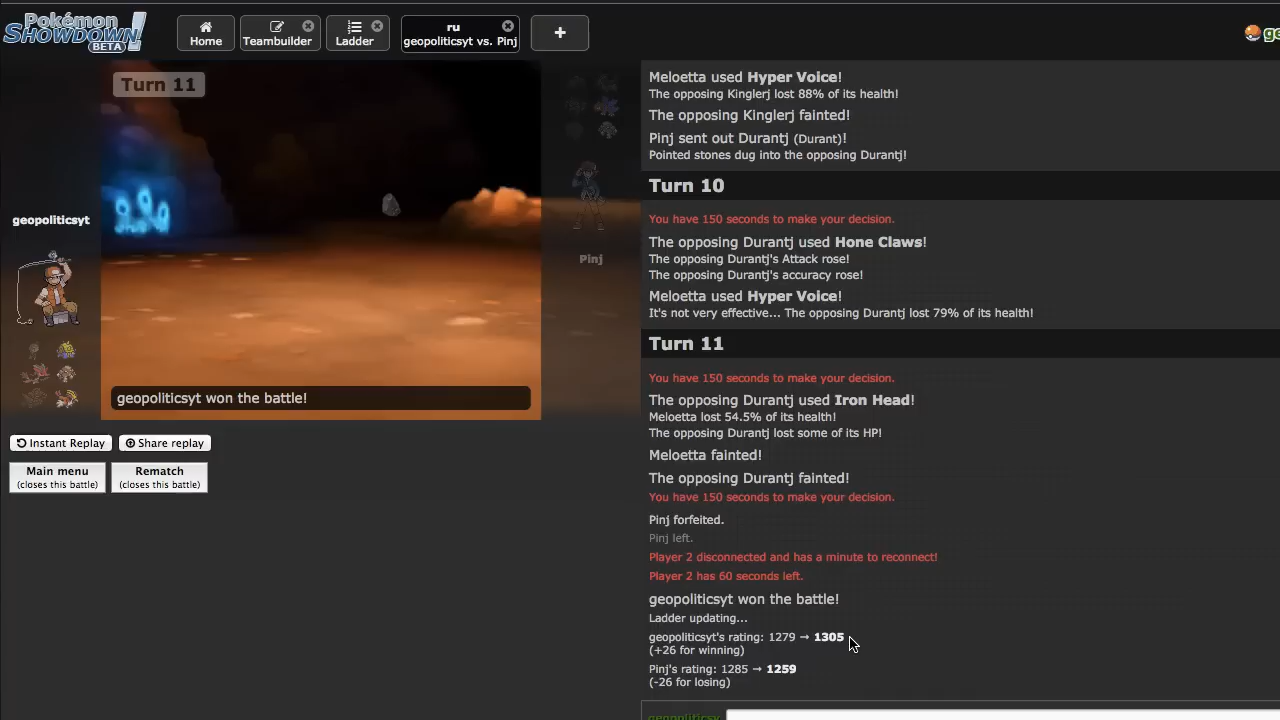 Pokémon
SHOWDOWN!
BETA
Home
Teambuilder
Ladder
ru
geopoliticsyt vs. Pinj
+
Turn 11
geopoliticsyt
Pinj
geopoliticsyt won the battle!
Instant Replay
Share replay
Main menu
(closes this battle)
Rematch
(closes this battle)
Meloetta used Hyper Voice!
The opposing Kinglerj lost 88% of its health!
The opposing Kinglerj fainted!
Pinj sent out Durantj (Durant)!
Pointed stones dug into the opposing Durantj!
Turn 10
You have 150 seconds to make your decision.
The opposing Durantj used Hone Claws!
The opposing Durantj's Attack rose!
The opposing Durantj's accuracy rose!
Meloetta used Hyper Voice!
It's not very effective... The opposing Durantj lost 79% of its health!
Turn 11
You have 150 seconds to make your decision.
The opposing Durantj used Iron Head!
Meloetta lost 54.5% of its health!
The opposing Durantj lost some of its HP!
Meloetta fainted!
The opposing Durantj fainted!
You have 150 seconds to make your decision.
Pinj forfeited.
Pinj left.
Player 2 disconnected and has a minute to reconnect!
Player 2 has 60 seconds left.
geopoliticsyt won the battle!
Ladder updating...
geopoliticsyt's rating: 1279 → 1305
(+26 for winning)
Pinj's rating: 1285 → 1259
(-26 for losing)